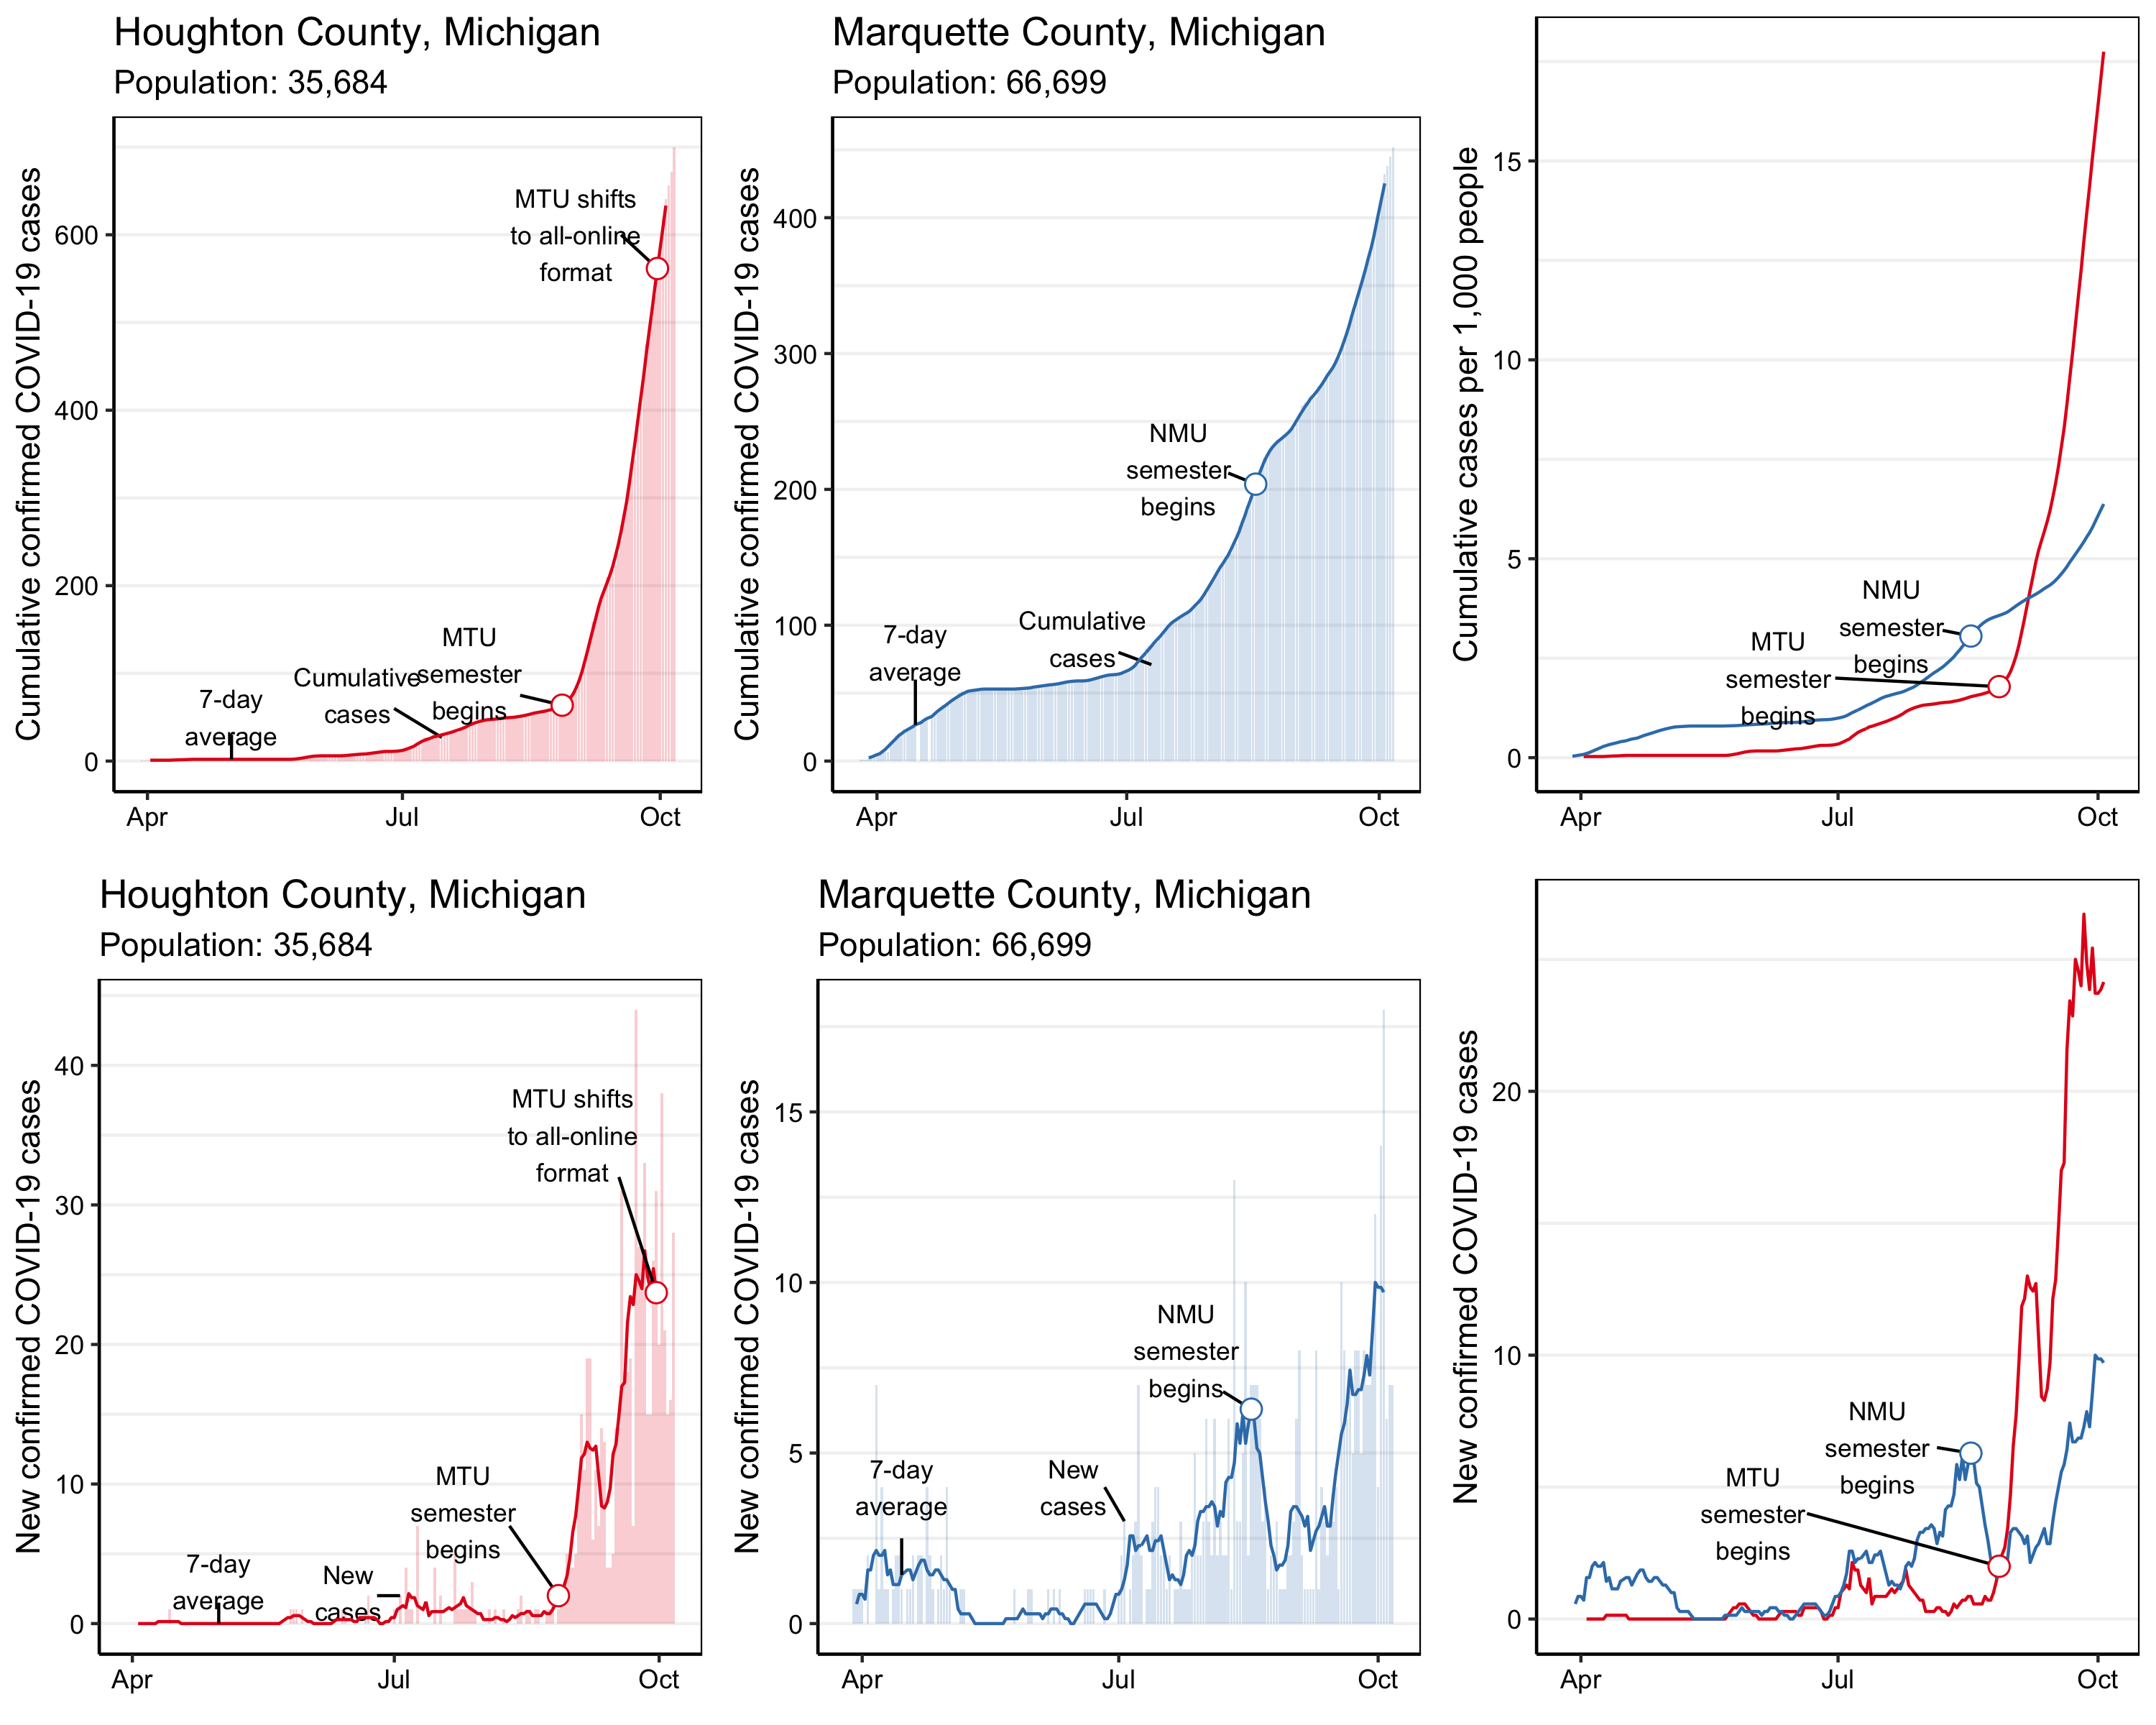 Houghton County, Michigan
Population: 35,684
Cumulative confirmed COVID-19 cases
600
400
200
0
MTU shifts
to all-online
format
MTU
semester
begins
Cumulative
cases
7-day
average
Apr
Jul
Oct
Marquette County, Michigan
Population: 66,699
Cumulative confirmed COVID-19 cases
400
300
200
100
0
NMU
semester
begins
Cumulative
cases
7-day
average
Apr
Jul
Oct
Cumulative cases per 1,000 people
15
10
5
0
NMU
semester
begins
MTU
semester
begins
Apr
Jul
Oct
Houghton County, Michigan
Population: 35,684
New confirmed COVID-19 cases
40
30
20
10
0
MTU shifts
to all-online
format
MTU
semester
begins
7-day
average
New
cases
Apr
Jul
Oct
Marquette County, Michigan
Population: 66,699
New confirmed COVID-19 cases
15
10
5
0
NMU
semester
begins
7-day
average
New
cases
Apr
Jul
Oct
New confirmed COVID-19 cases
20
10
0
NMU
semester
begins
MTU
semester
begins
Apr
Jul
Oct